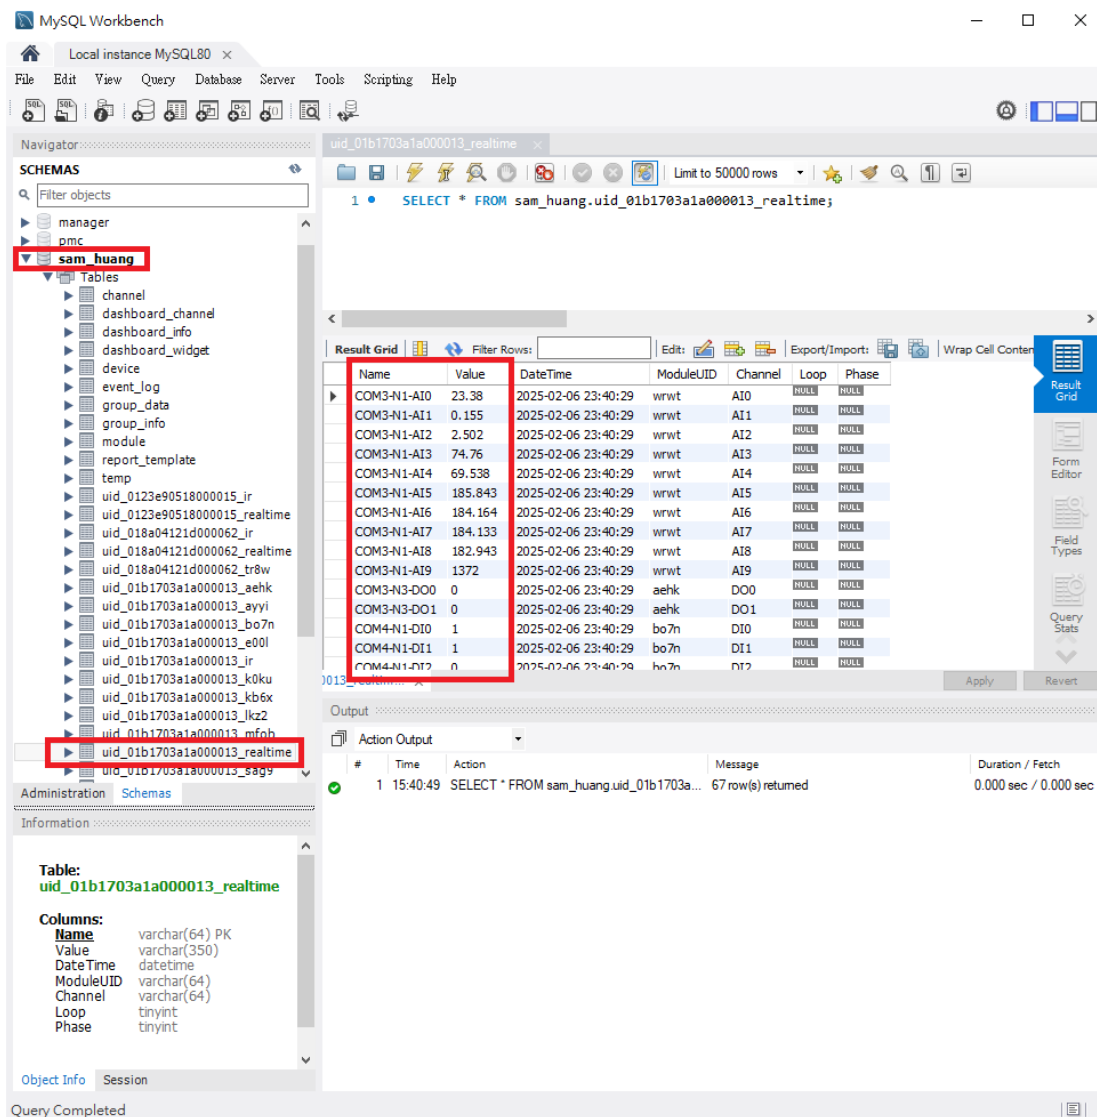 MySQL Workbench
Local instance MySQL80
File Edit View Query Database Server Tools Scripting Help
Navigator
SCHEMAS
Filter objects
manager
pmc
sam_huang
Tables
channel
dashboard_channel
dashboard_info
dashboard_widget
device
event_log
group_data
group_info
module
report_template
temp
uid_0123e90518000015_ir
uid_0123e90518000015_realtime
uid_018a04121d000062_ir
uid_018a04121d000062_realtime
uid_018a04121d000062_tr8w
uid_01b1703a1a000013_aehk
uid_01b1703a1a000013_ayyi
uid_01b1703a1a000013_bo7n
uid_01b1703a1a000013_e00l
uid_01b1703a1a000013_ir
uid_01b1703a1a000013_k0ku
uid_01b1703a1a000013_kb6x
uid_01b1703a1a000013_lkz2
uid_01b1703a1a000013_mfob
uid_01b1703a1a000013_realtime
uid_01b1703a1a000013_sag9
Administration Schemas
Information
Table:
uid_01b1703a1a000013_realtime
Columns:
Name varchar(64) PK
Value varchar(350)
DateTime datetime
ModuleUID varchar(64)
Channel varchar(64)
Loop tinyint
Phase tinyint
Object Info Session
Query Completed
uid_01b1703a1a000013_realtime
Limit to 50000 rows
1 SELECT * FROM sam_huang.uid_01b1703a1a000013_realtime;
Result Grid Filter Rows: Edit: Export/Import: Wrap Cell Conten
Name Value DateTime ModuleUID Channel Loop Phase
COM3-N1-AI0 23.38 2025-02-06 23:40:29 wrwt AI0 NULL NULL
COM3-N1-AI1 0.155 2025-02-06 23:40:29 wrwt AI1 NULL NULL
COM3-N1-AI2 2.502 2025-02-06 23:40:29 wrwt AI2 NULL NULL
COM3-N1-AI3 74.76 2025-02-06 23:40:29 wrwt AI3 NULL NULL
COM3-N1-AI4 69.538 2025-02-06 23:40:29 wrwt AI4 NULL NULL
COM3-N1-AI5 185.843 2025-02-06 23:40:29 wrwt AI5 NULL NULL
COM3-N1-AI6 184.164 2025-02-06 23:40:29 wrwt AI6 NULL NULL
COM3-N1-AI7 184.133 2025-02-06 23:40:29 wrwt AI7 NULL NULL
COM3-N1-AI8 182.943 2025-02-06 23:40:29 wrwt AI8 NULL NULL
COM3-N1-AI9 1372 2025-02-06 23:40:29 wrwt AI9 NULL NULL
COM3-N3-DO0 0 2025-02-06 23:40:29 aehk DO0 NULL NULL
COM3-N3-DO1 0 2025-02-06 23:40:29 aehk DO1 NULL NULL
COM4-N1-DI0 1 2025-02-06 23:40:29 bo7n DI0 NULL NULL
COM4-N1-DI1 1 2025-02-06 23:40:29 bo7n DI1 NULL NULL
COM4-N1-DI2 0 2025-02-06 23:40:29 bo7n DI2 NULL NULL
Result Grid
Form Editor
Field Types
Query Stats
Apply Revert
Output
Action Output
# Time Action Message Duration / Fetch
1 15:40:49 SELECT * FROM sam_huang.uid_01b1703a... 67 row(s) returned 0.000 sec / 0.000 sec